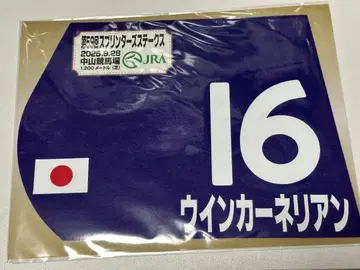 第59回スプリンターズステークス
2025.9.28
中山競馬場
1,200メートル(芝)
JRA
16
ウインカーネリアン